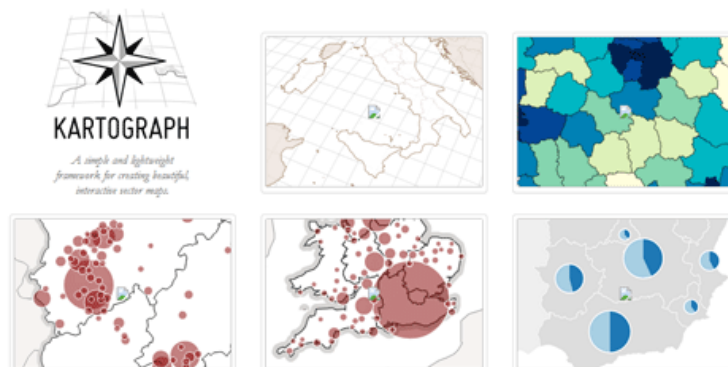 KARTOGRAPH
A simple and lightweight
framework for creating beautiful,
interactive vector maps.